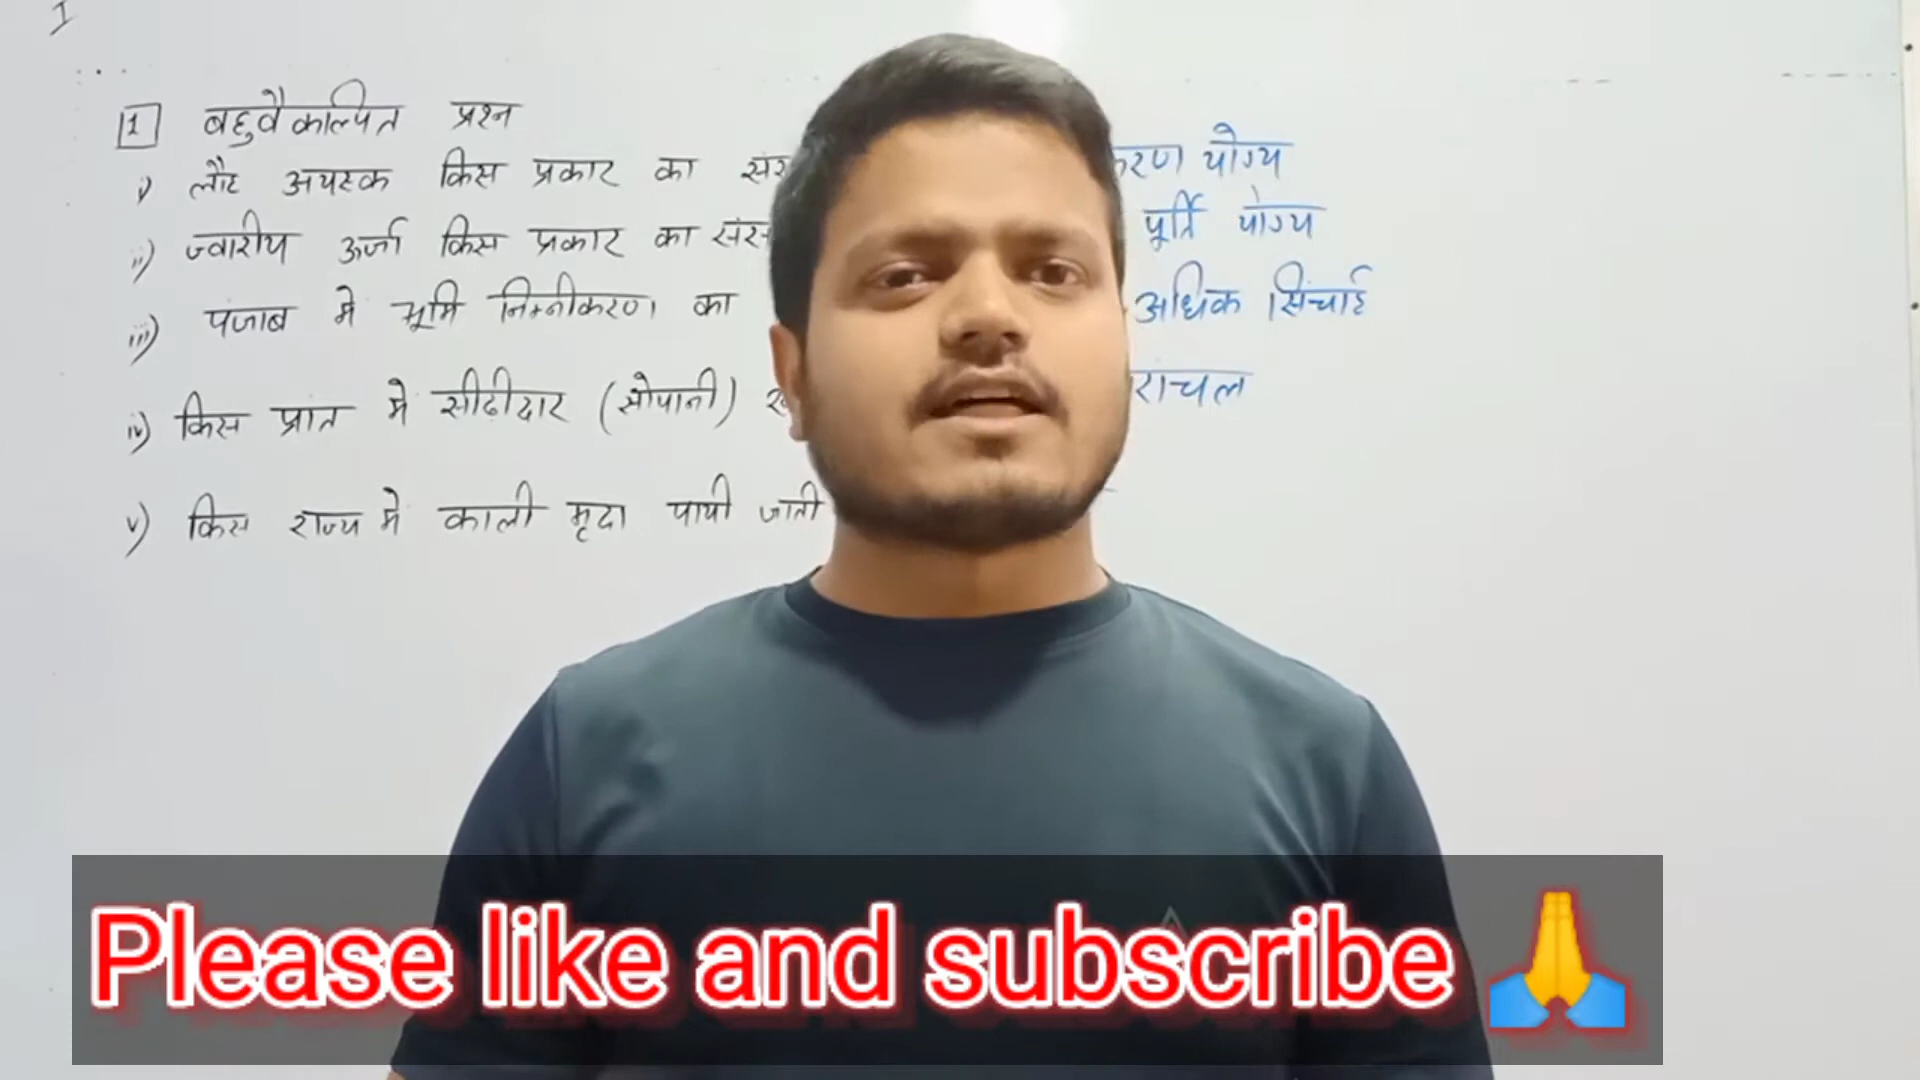 1 बहुवैकल्पित प्रश्न
i) लौह अयस्क किस प्रकार का करण योग्य
ii) ज्वारीय ऊर्जा किस प्रकार का पूर्ति योग्य
iii) पंजाब मे भूमि निम्नीकरण का अधिक सिंचाई
iv) किस प्रांत मे सीढीदार (सोपानी) राचल
v) किस राज्य मे काली मृदा पायी जाती
Please like and subscribe 🙏